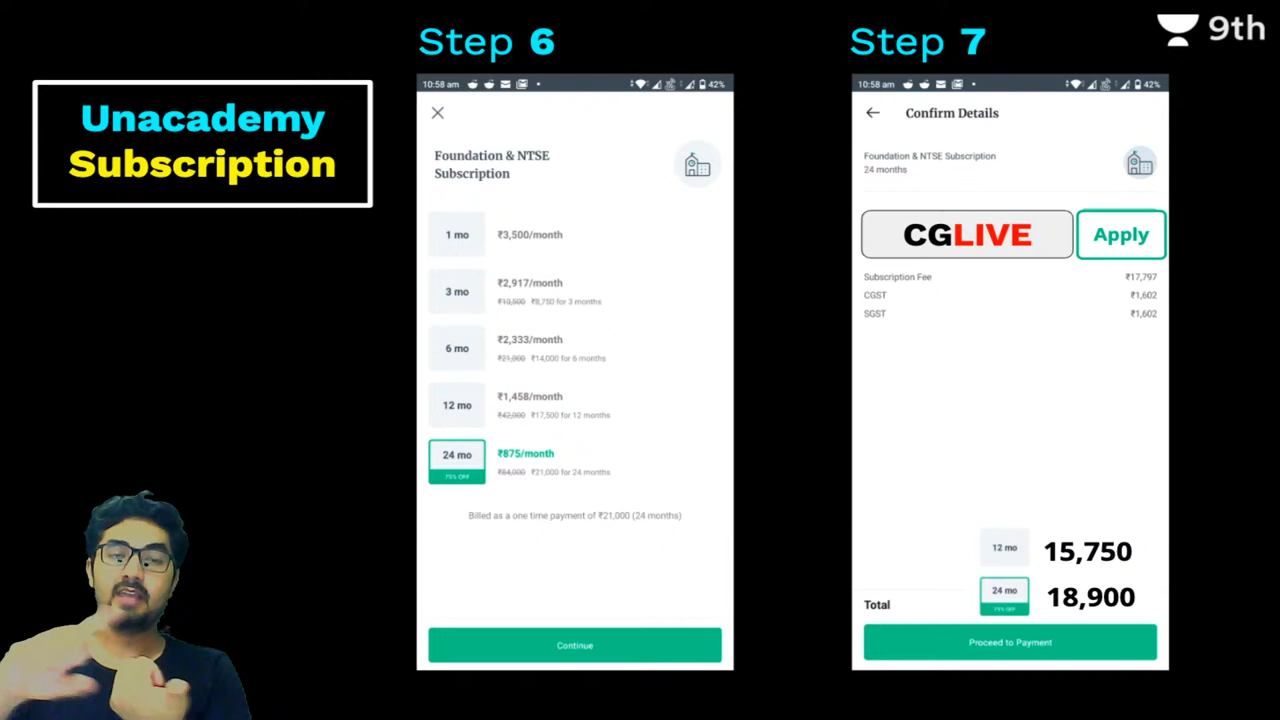 Step 6
Step 7
9th
Unacademy
Subscription
10:58 am
42%
Foundation & NTSE
Subscription
1 mo
₹3,500/month
3 mo
₹2,917/month
₹10,500 ₹8,750 for 3 months
6 mo
₹2,333/month
₹21,000 ₹14,000 for 6 months
12 mo
₹1,458/month
₹42,000 ₹17,500 for 12 months
24 mo
75% OFF
₹875/month
₹84,000 ₹21,000 for 24 months
Billed as a one time payment of ₹21,000 (24 months)
Continue
10:58 am
42%
Confirm Details
Foundation & NTSE Subscription
24 months
CGLIVE
Apply
Subscription Fee ₹17,797
CGST ₹1,602
SGST ₹1,602
12 mo 15,750
24 mo 18,900
75% OFF
Total
Proceed to Payment